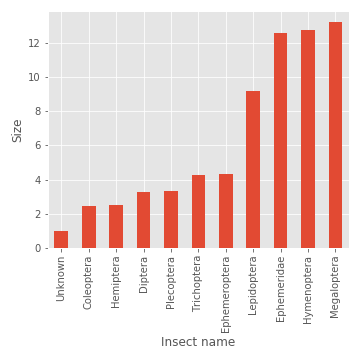 12
10
8
6
4
2
0
Size
Unknown
Coleoptera
Hemiptera
Diptera
Plecoptera
Trichoptera
Ephemeroptera
Lepidoptera
Ephemeridae
Hymenoptera
Megaloptera
Insect name